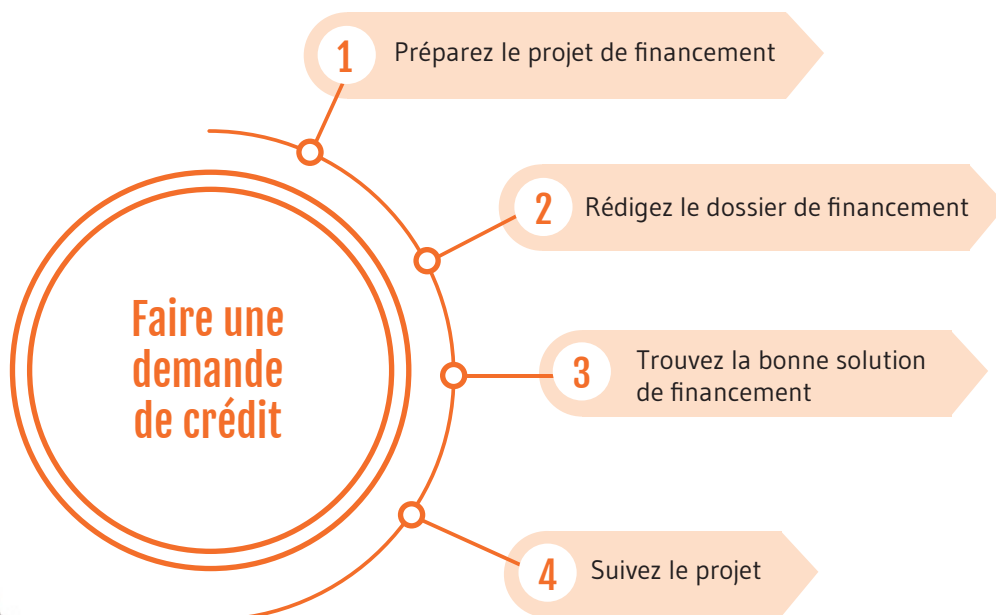 1
Préparez le projet de financement
2
Rédigez le dossier de financement
Faire une
demande
de crédit
3
Trouvez la bonne solution
de financement
4
Suivez le projet